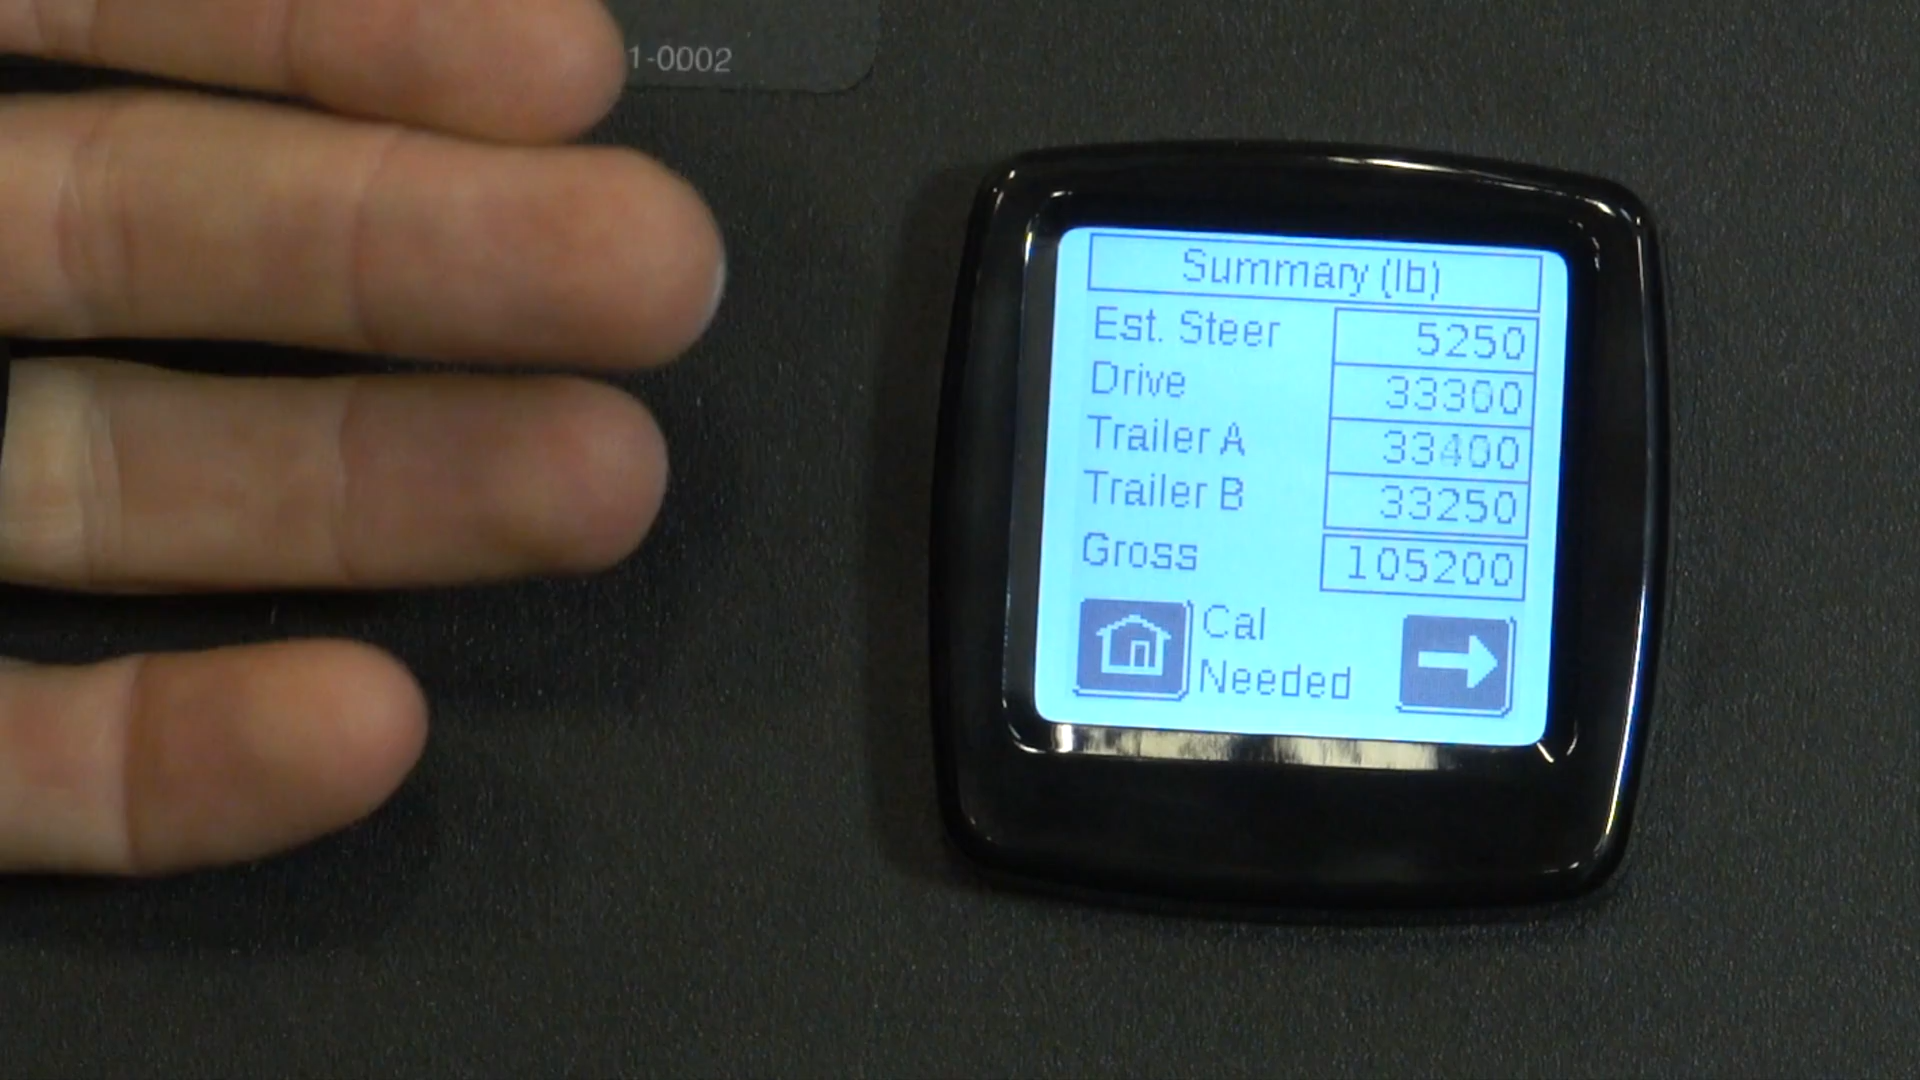 1-0002
Summary (lb)
Est. Steer 5250
Drive 33300
Trailer A 33400
Trailer B 33250
Gross 105200
Cal
Needed